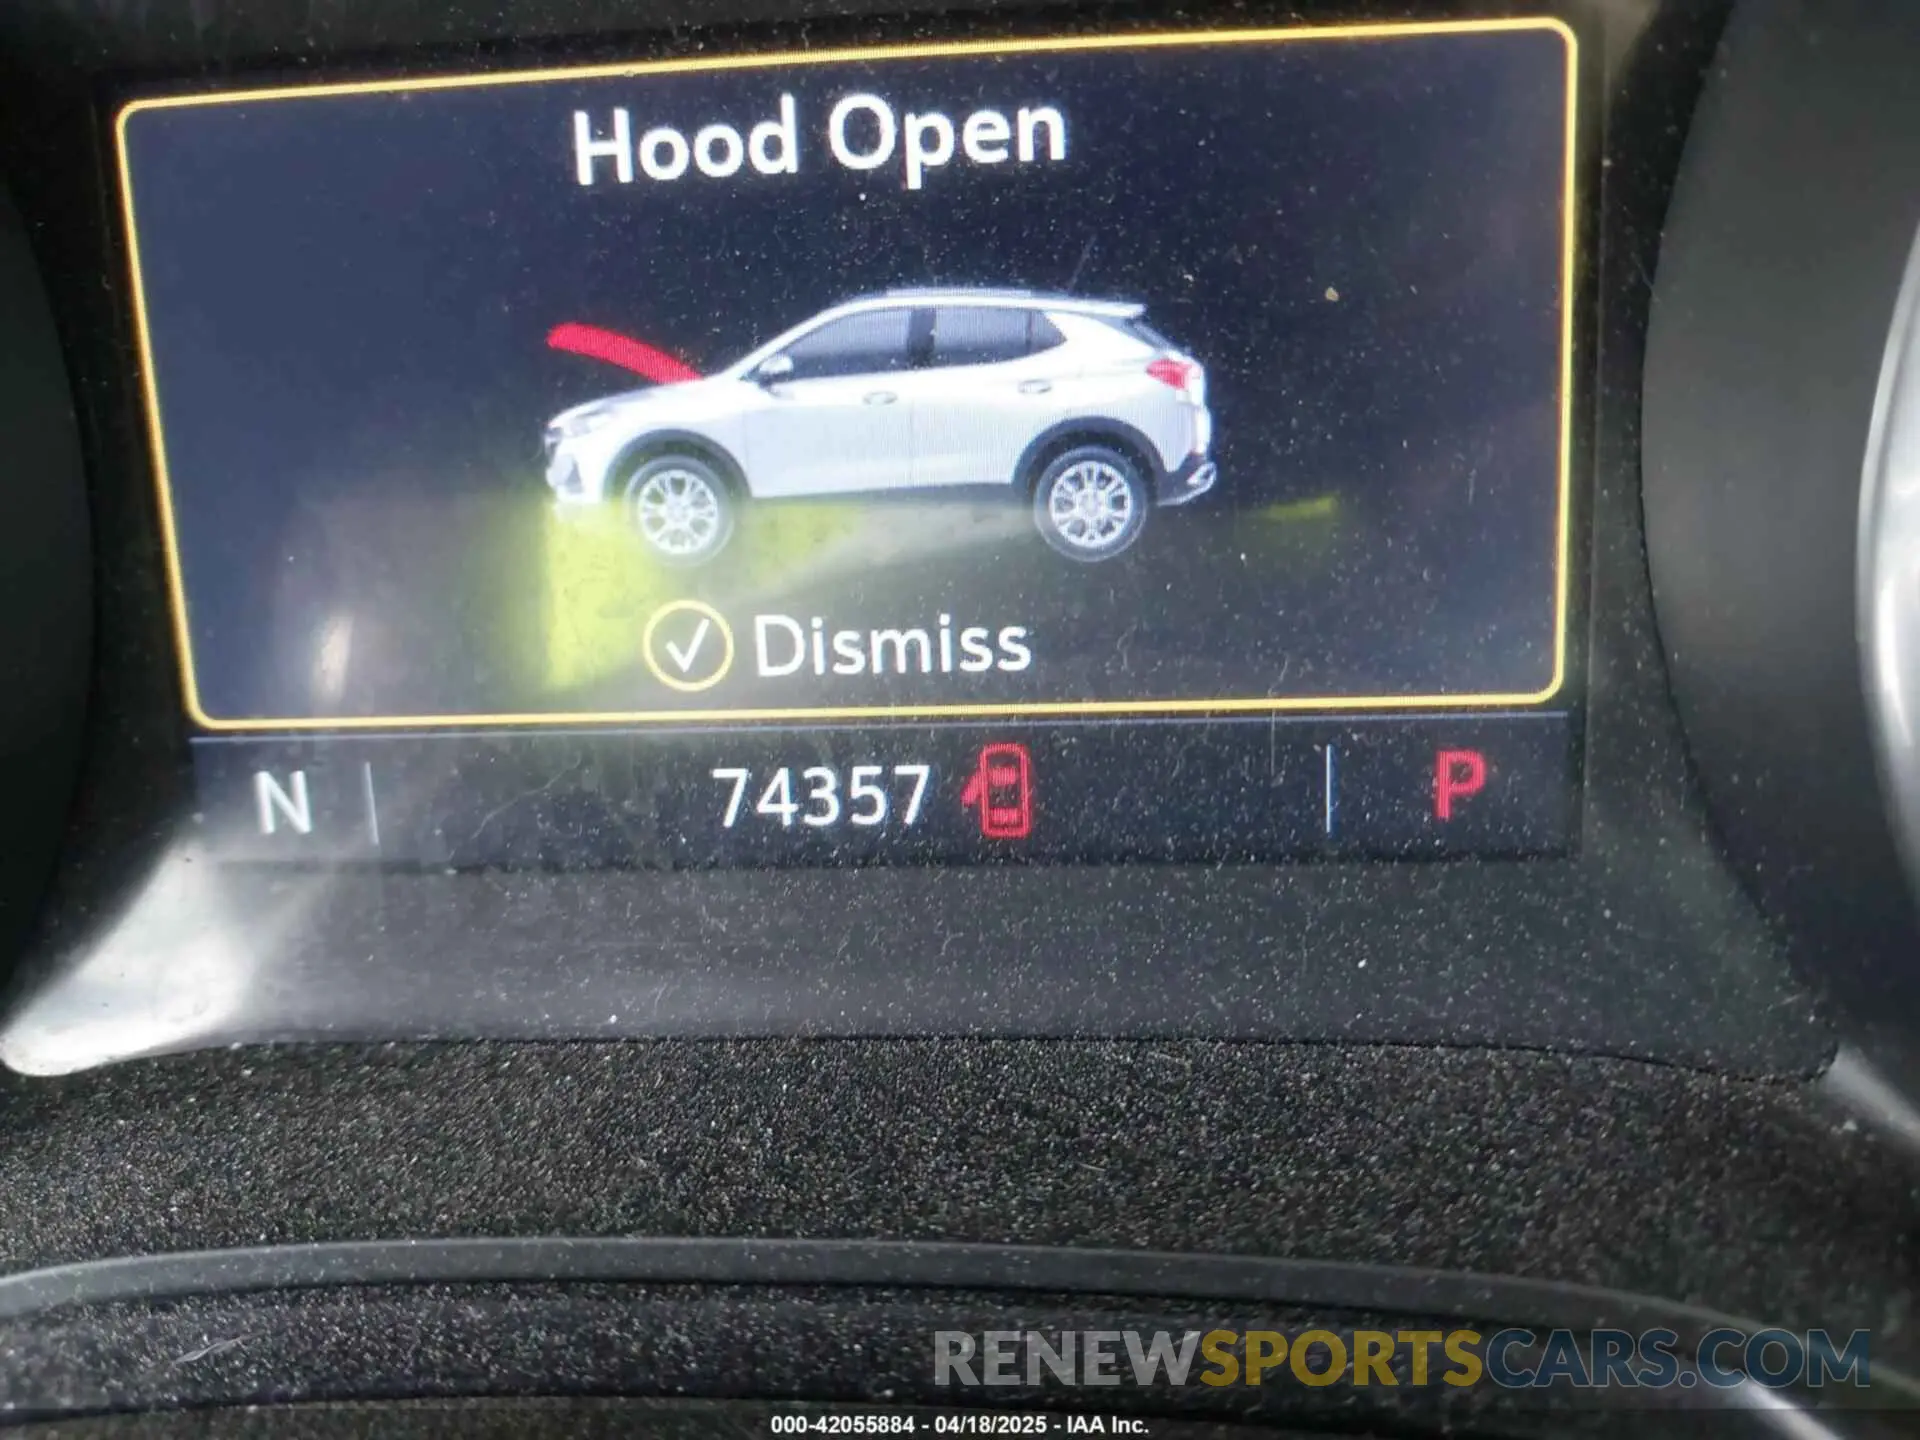 Hood Open
Dismiss
N 74357 P
RENEWSPORTSCARS.COM
000-42055884 - 04/18/2025 - IAA Inc.